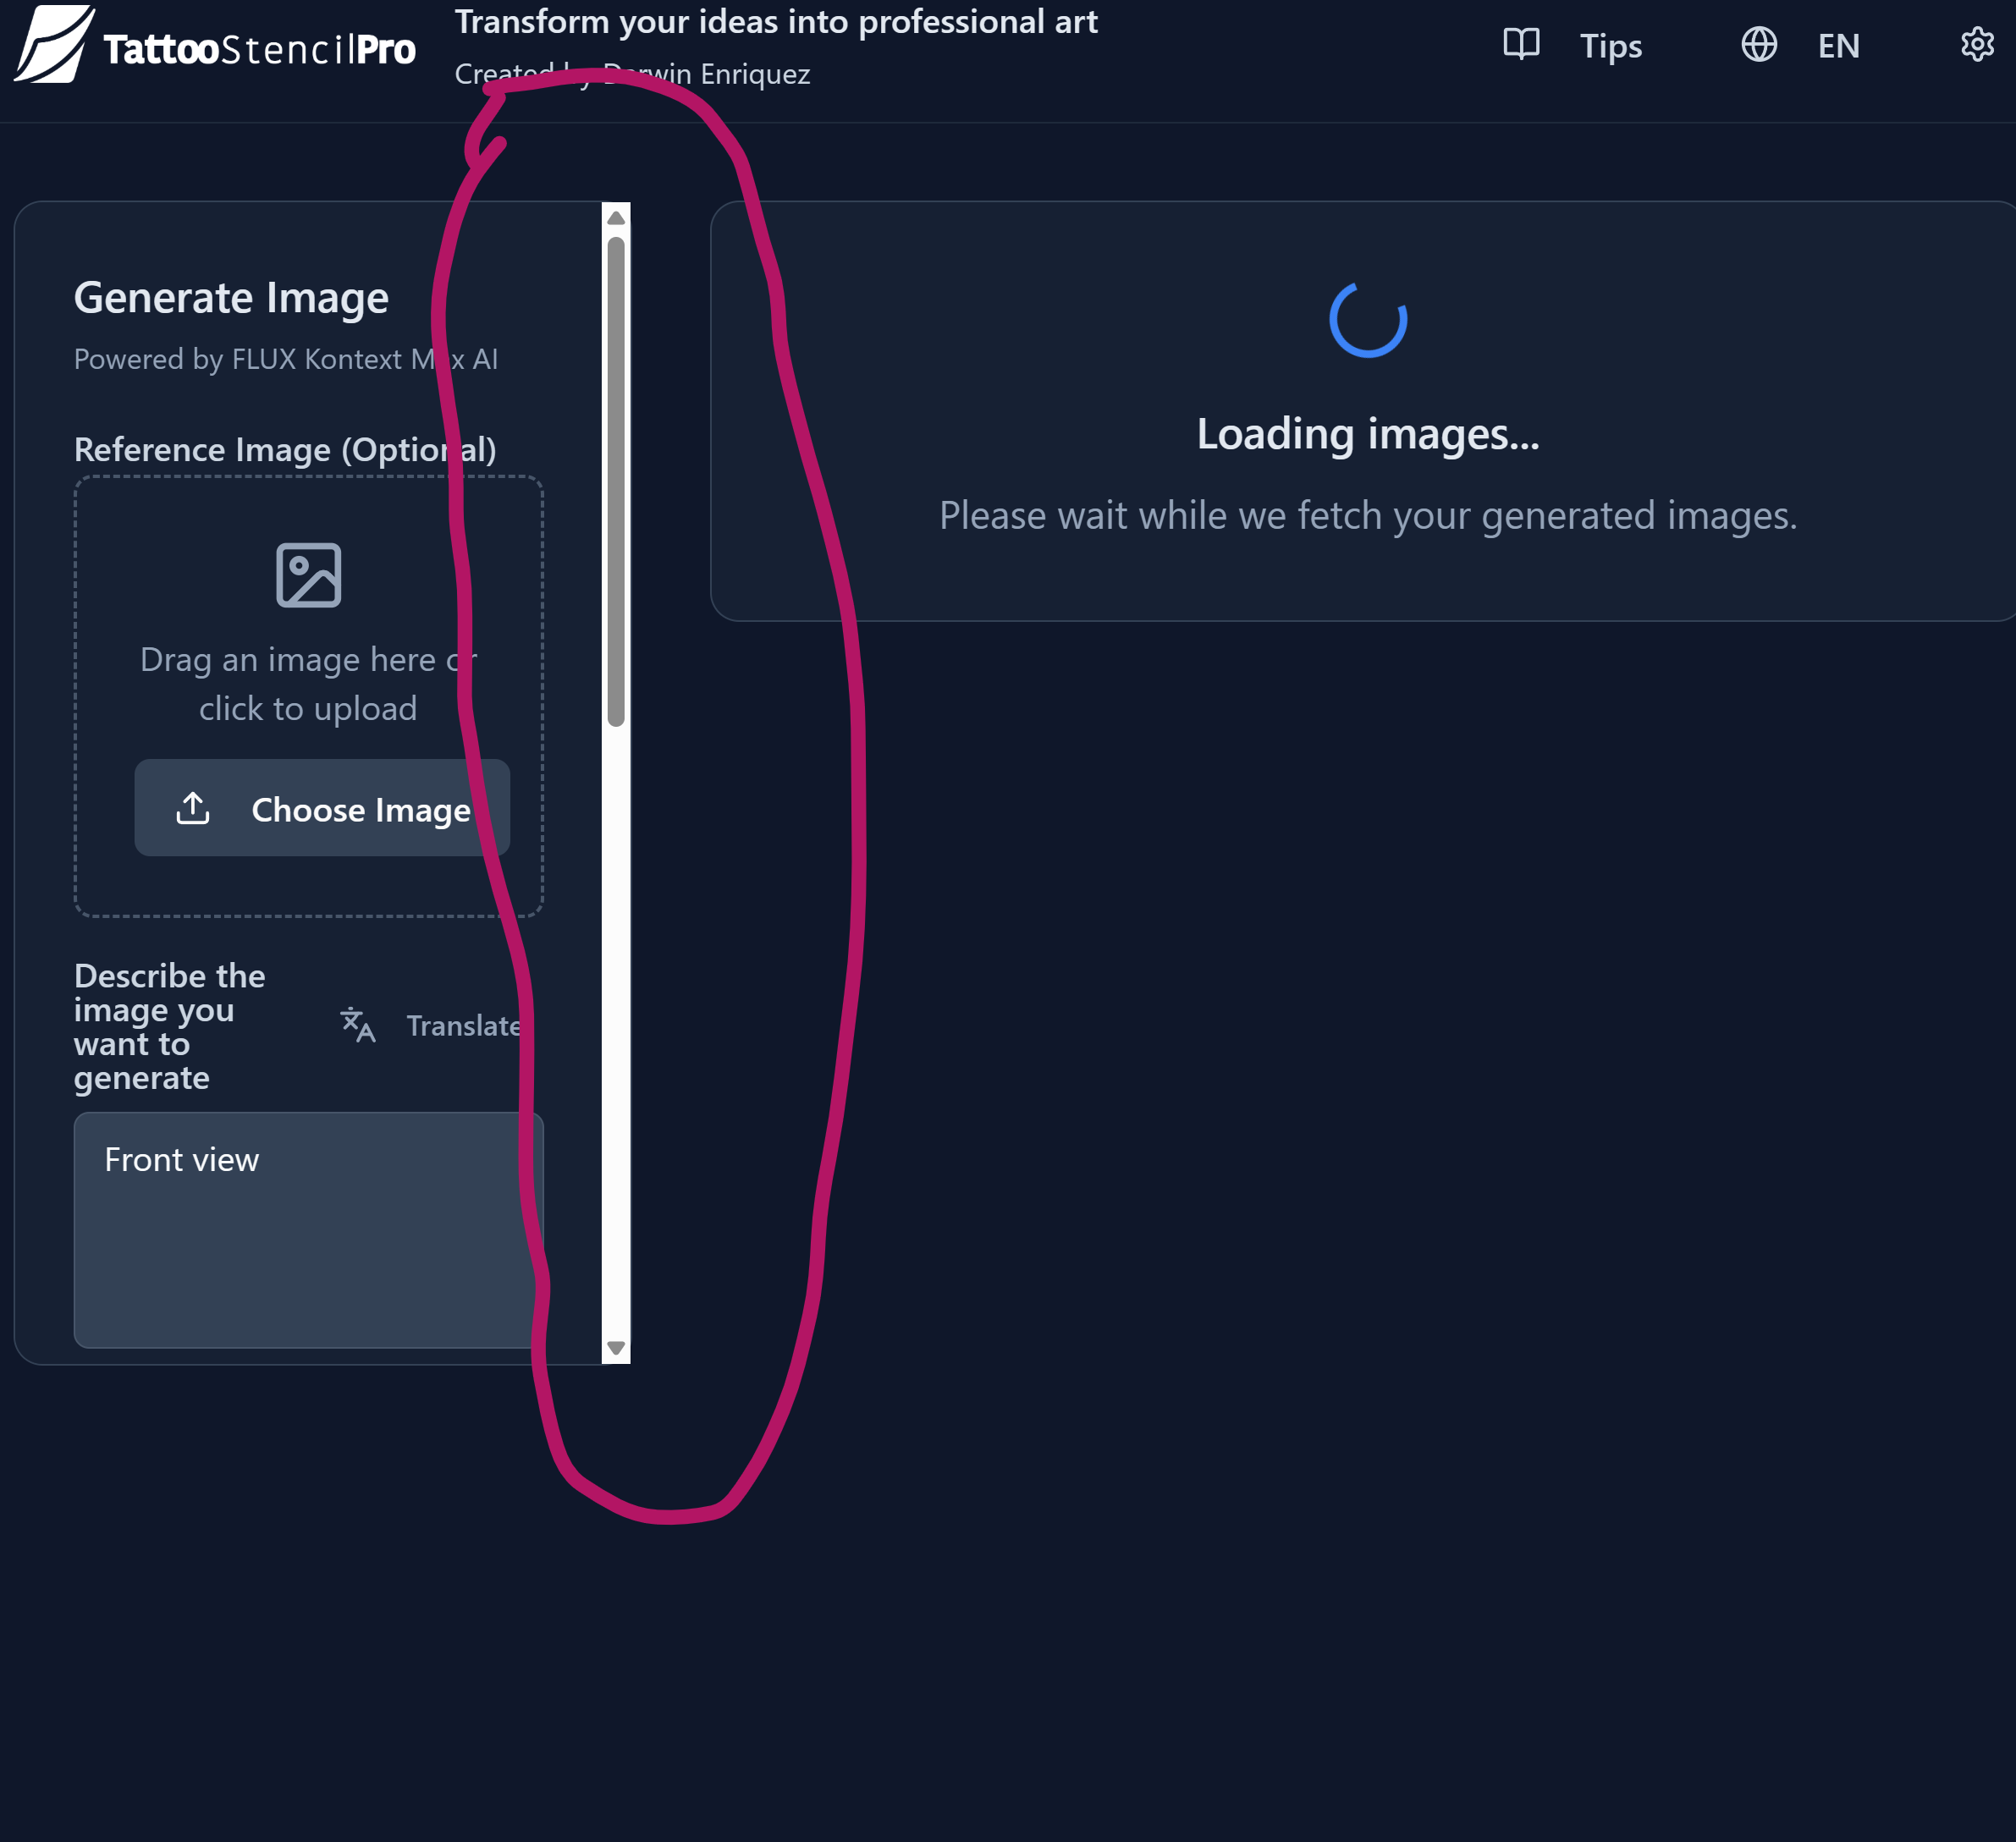 TattooStencilPro
Transform your ideas into professional art
Created by Darwin Enriquez
Tips
EN
Generate Image
Powered by FLUX Kontext Max AI
Reference Image (Optional)
Drag an image here or
click to upload
Choose Image
Describe the
image you
want to
generate
Translate
Front view
Loading images...
Please wait while we fetch your generated images.